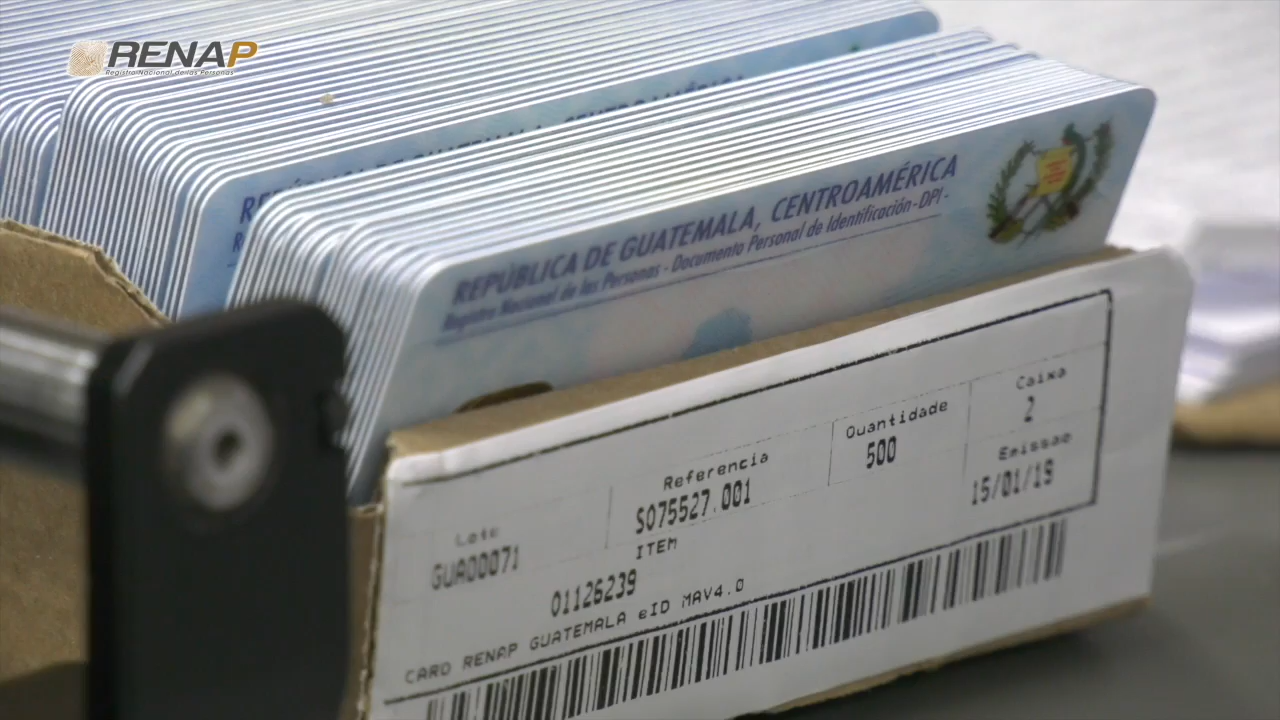 RENAP
Registro Nacional de las Personas
REPÚBLICA DE GUATEMALA, CENTROAMÉRICA
Registro Nacional de las Personas - Documento Personal de Identificación - DPI -
Lote
GUA00071
Referencia
S075527.001
Quantidade
500
Caixa
2
Emissao
15/01/19
ITEM
01126239
CARD RENAP GUATEMALA eID MAV4.0